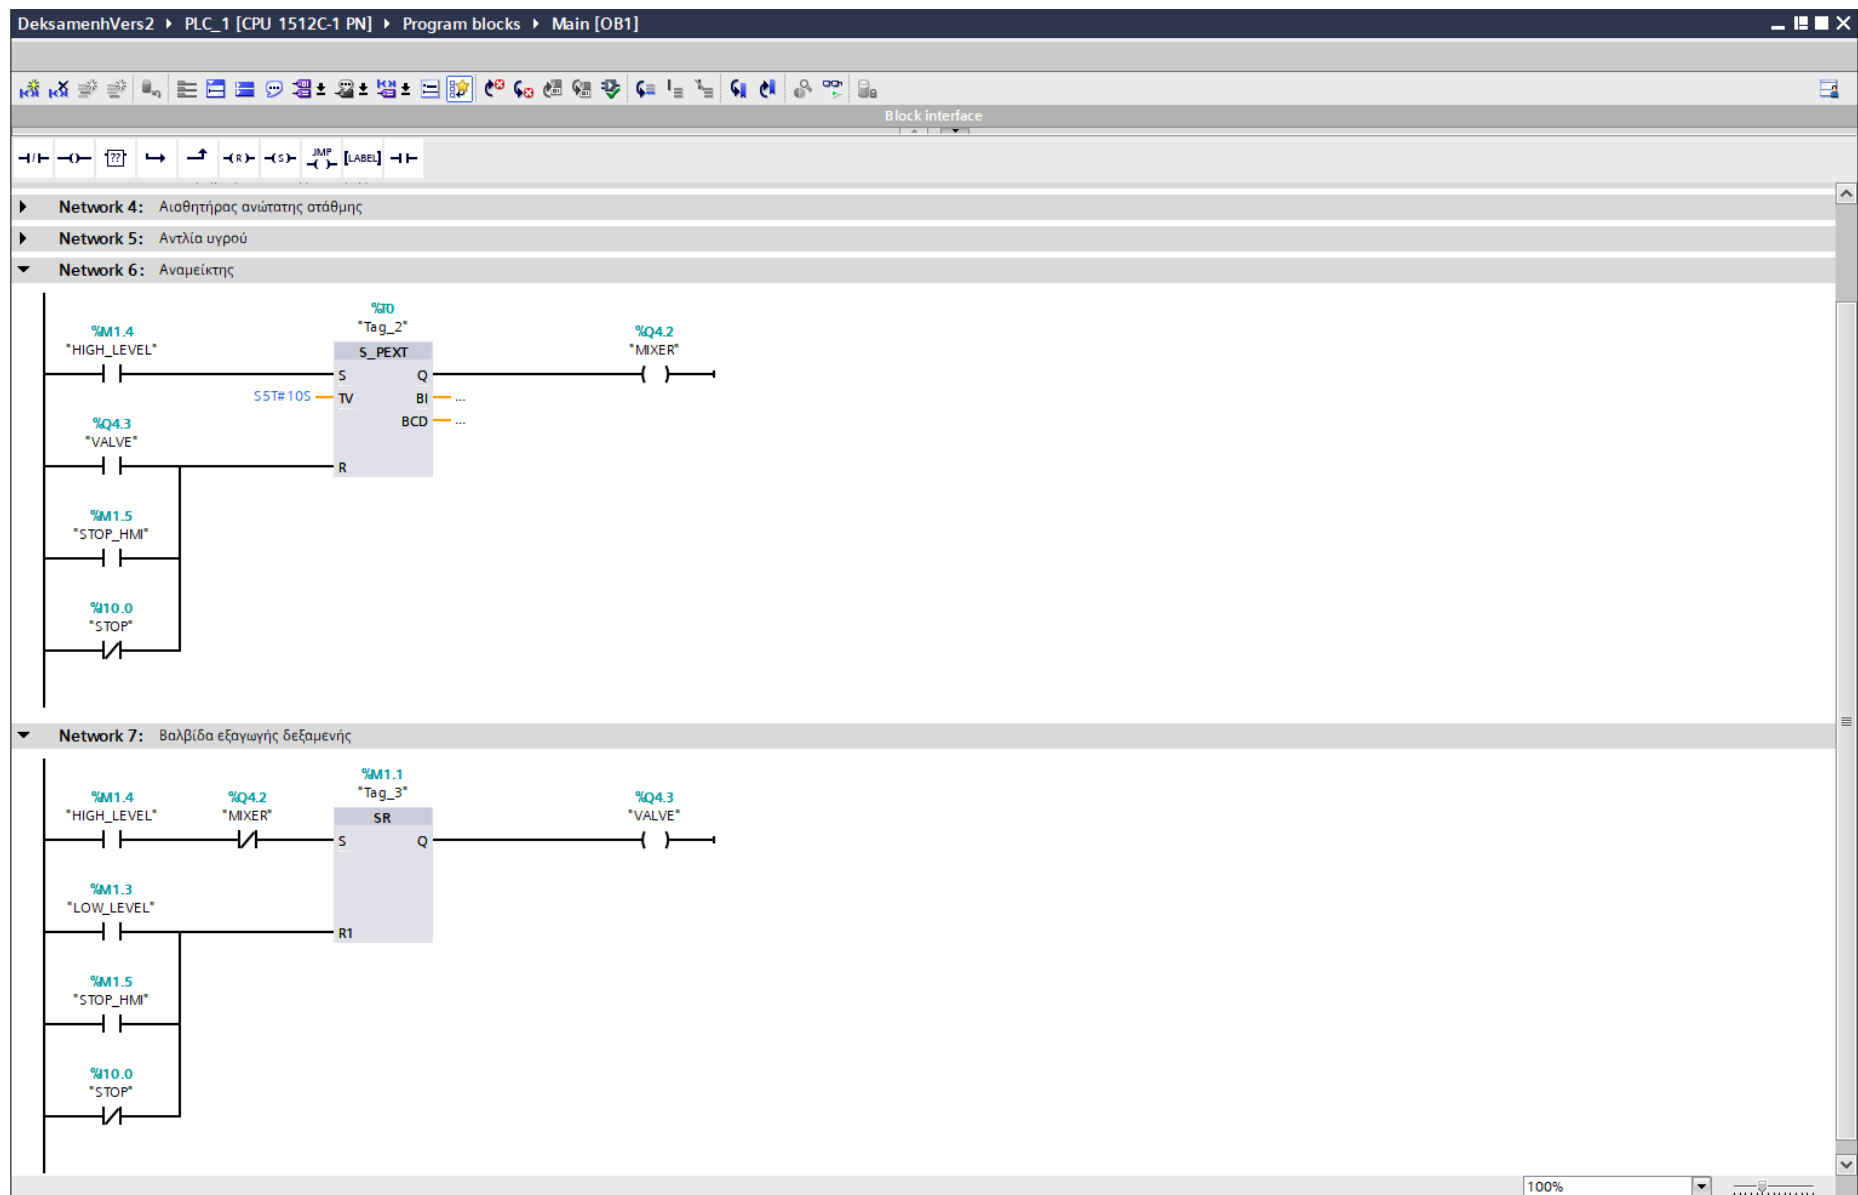 DeksamenhVers2 ▸ PLC_1 [CPU 1512C-1 PN] ▸ Program blocks ▸ Main [OB1]
Block interface
?? (R) (S) JMP [LABEL]
Network 4: Αισθητήρας ανώτατης στάθμης
Network 5: Αντλία υγρού
Network 6: Αναμείκτης
%T0
"Tag_2"
%M1.4
"HIGH_LEVEL"
S_PEXT
%Q4.2
"MIXER"
S Q
S5T#10S TV BI ...
BCD ...
%Q4.3
"VALVE"
R
%M1.5
"STOP_HMI"
%I10.0
"STOP"
Network 7: Βαλβίδα εξαγωγής δεξαμενής
%M1.1
"Tag_3"
%M1.4 %Q4.2 %Q4.3
"HIGH_LEVEL" "MIXER" SR "VALVE"
S Q
%M1.3
"LOW_LEVEL"
R1
%M1.5
"STOP_HMI"
%I10.0
"STOP"
100%